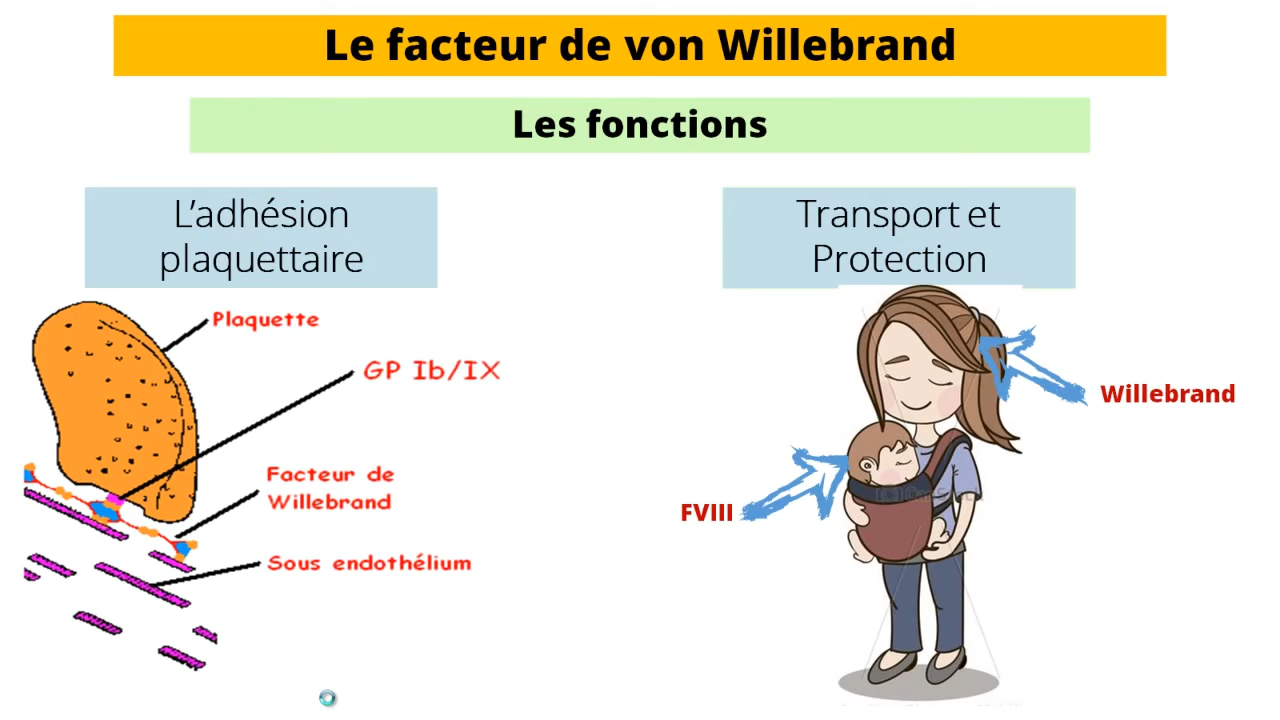 Le facteur de von Willebrand
Les fonctions
L’adhésion
plaquettaire
Transport et
Protection
Plaquette
GP Ib/IX
Facteur de
Willebrand
Sous endothélium
Willebrand
FVIII